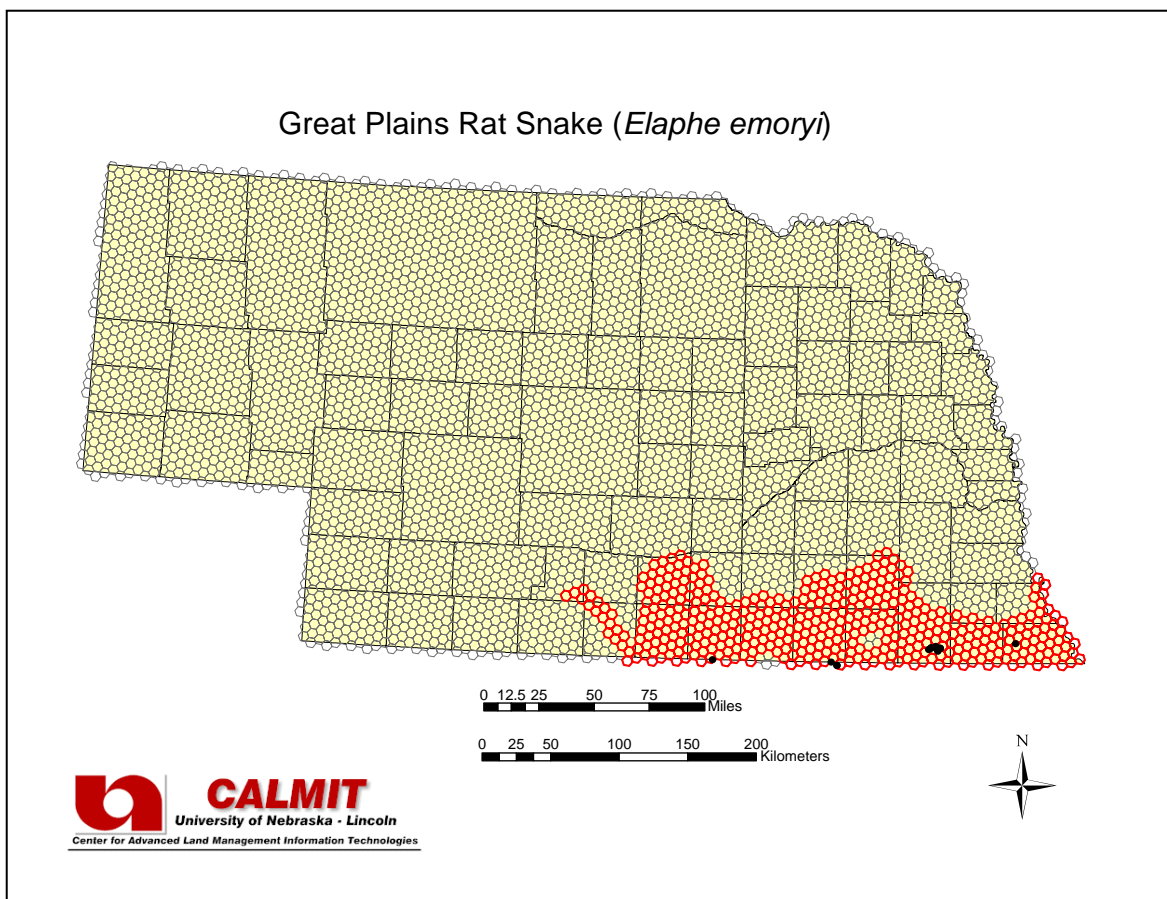 Great Plains Rat Snake (Elaphe emoryi)
0 12.5 25 50 75 100
Miles
0 25 50 100 150 200
Kilometers
N
CALMIT
University of Nebraska - Lincoln
Center for Advanced Land Management Information Technologies